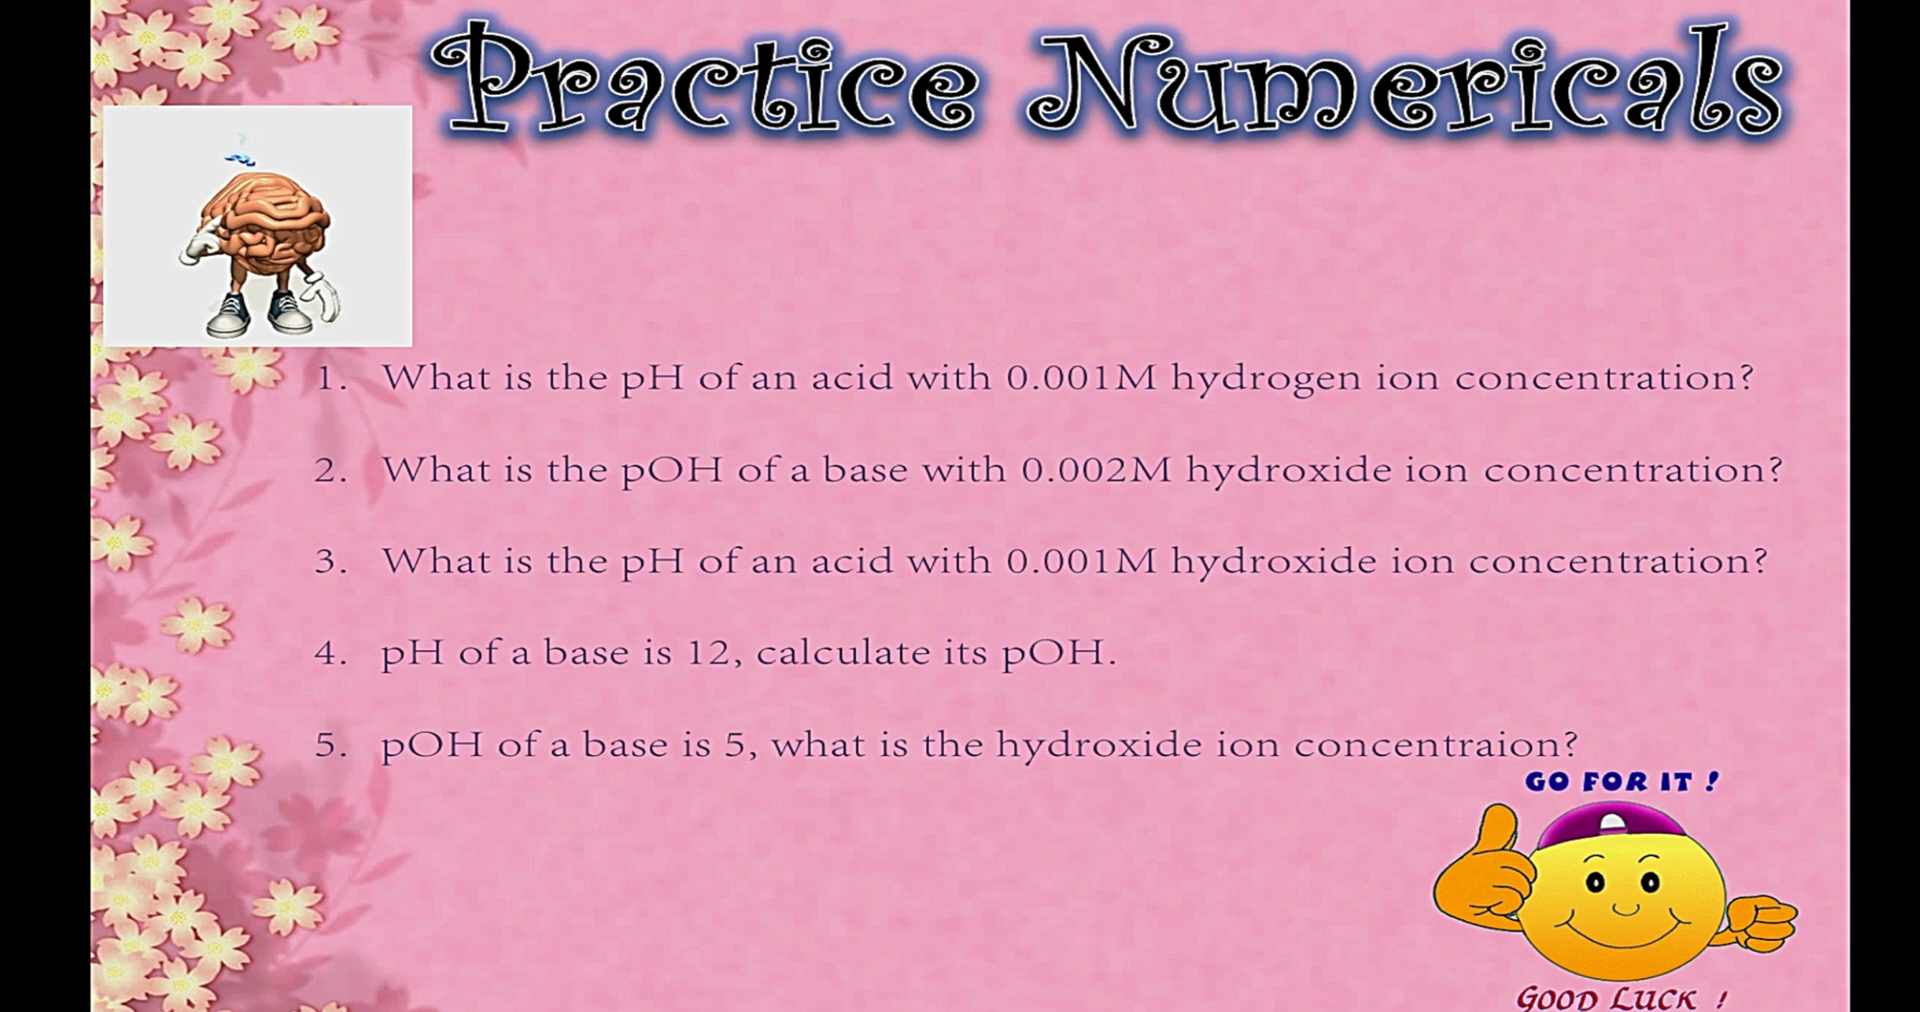 Practice Numericals
1. What is the pH of an acid with 0.001M hydrogen ion concentration?
2. What is the pOH of a base with 0.002M hydroxide ion concentration?
3. What is the pH of an acid with 0.001M hydroxide ion concentration?
4. pH of a base is 12, calculate its pOH.
5. pOH of a base is 5, what is the hydroxide ion concentraion?
GO FOR IT !
GOOD LUCK !